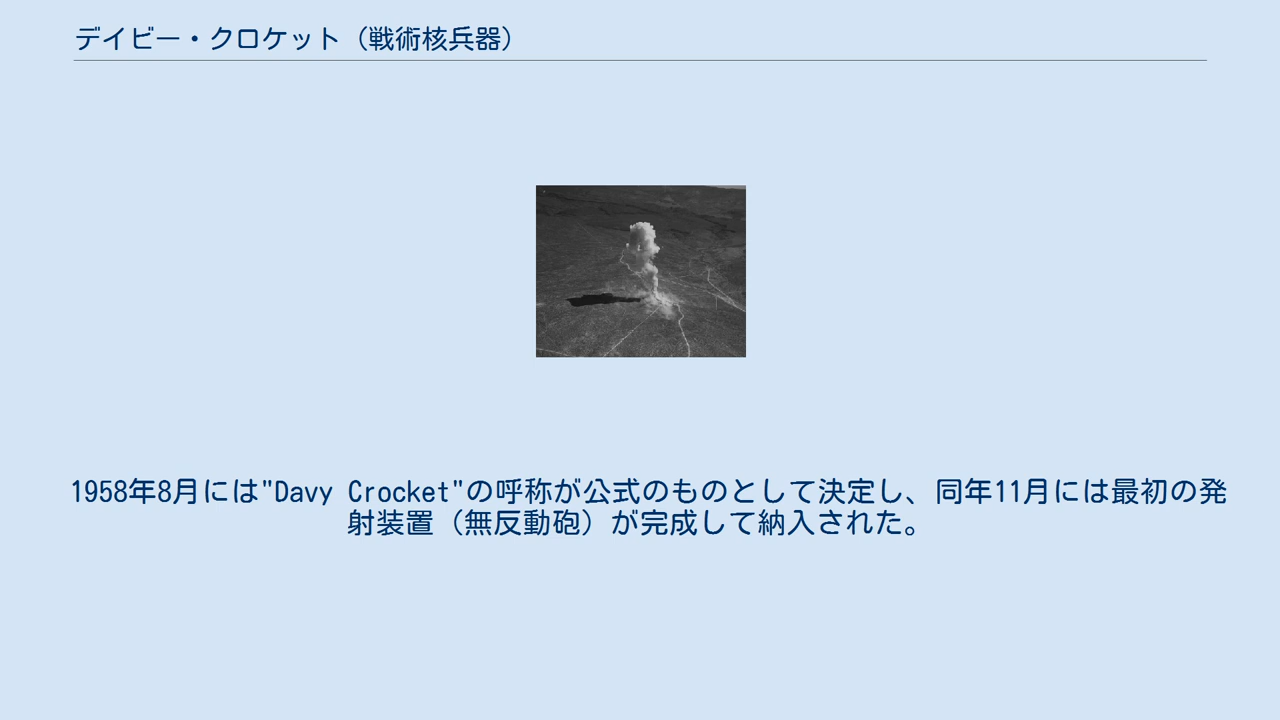 デイビー・クロケット（戦術核兵器）
1958年8月には"Davy Crocket"の呼称が公式のものとして決定し、同年11月には最初の発
射装置（無反動砲）が完成して納入された。